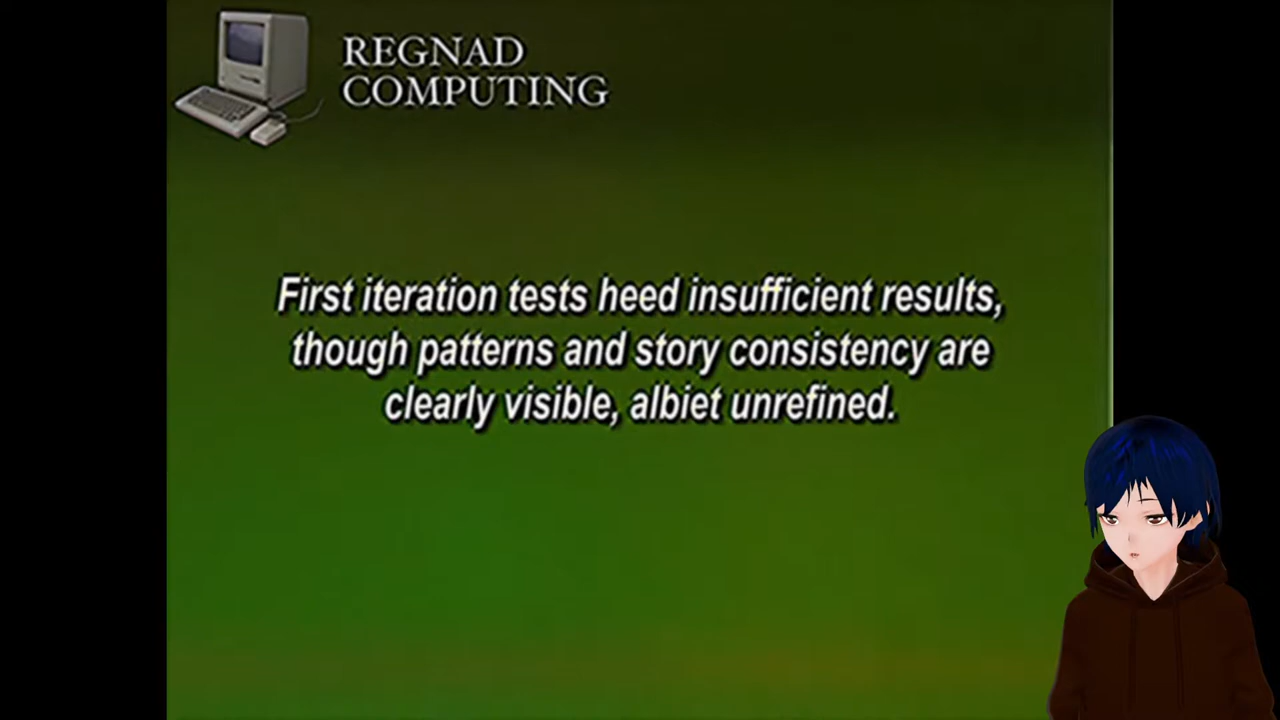 REGNAD
COMPUTING
First iteration tests heed insufficient results,
though patterns and story consistency are
clearly visible, albiet unrefined.